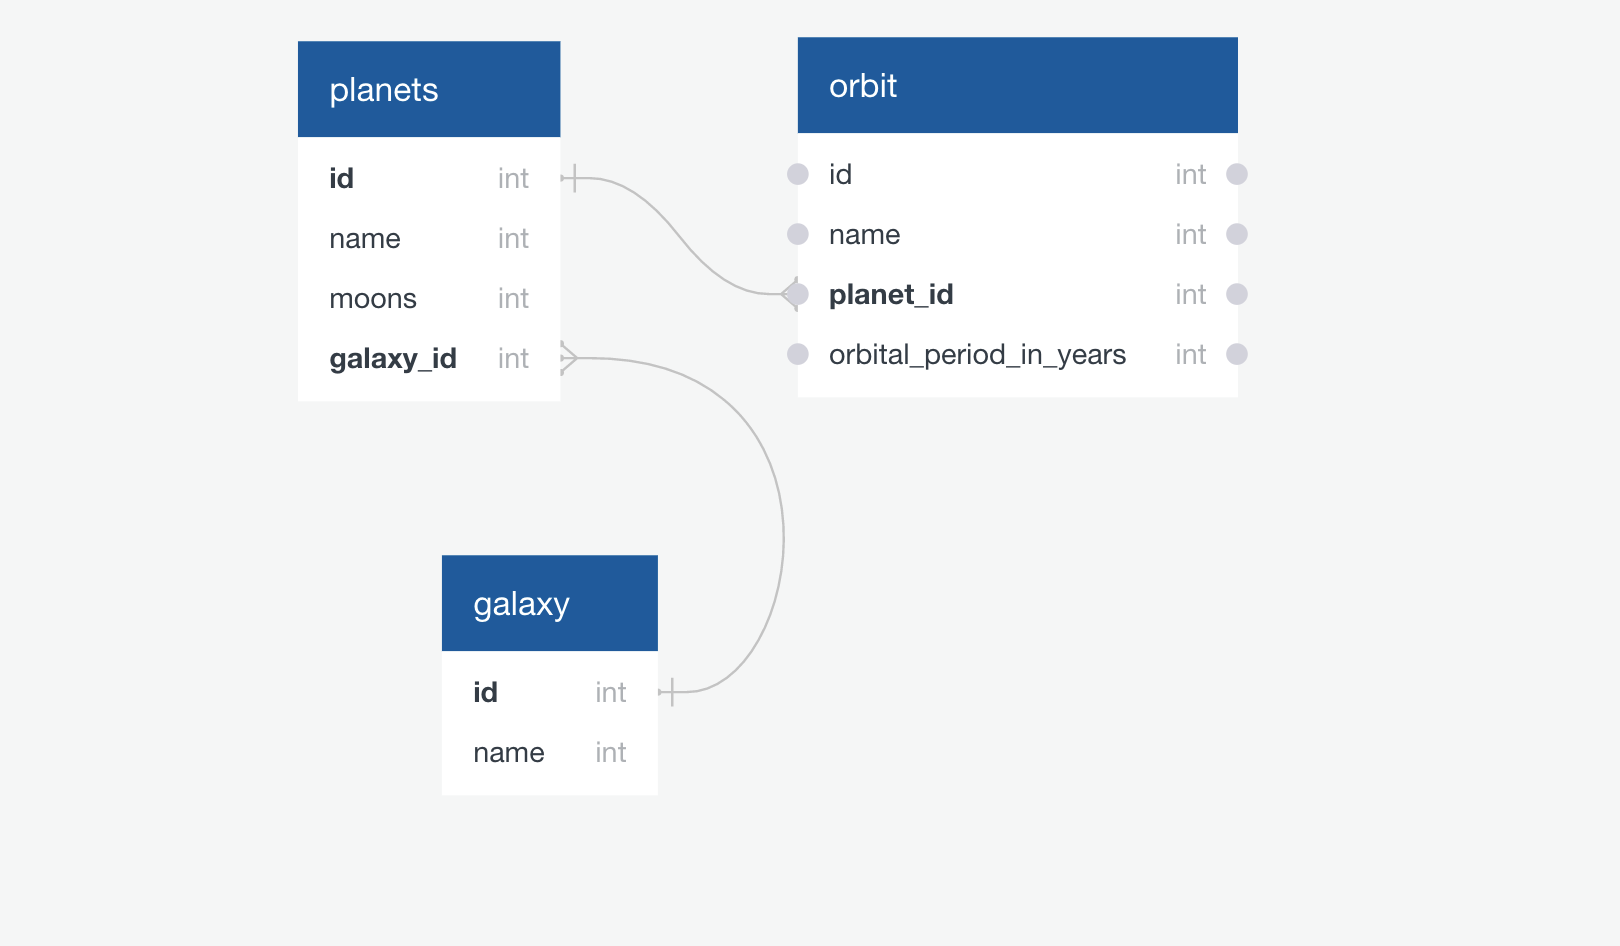 planets
id int
name int
moons int
galaxy_id int
orbit
id int
name int
planet_id int
orbital_period_in_years int
galaxy
id int
name int